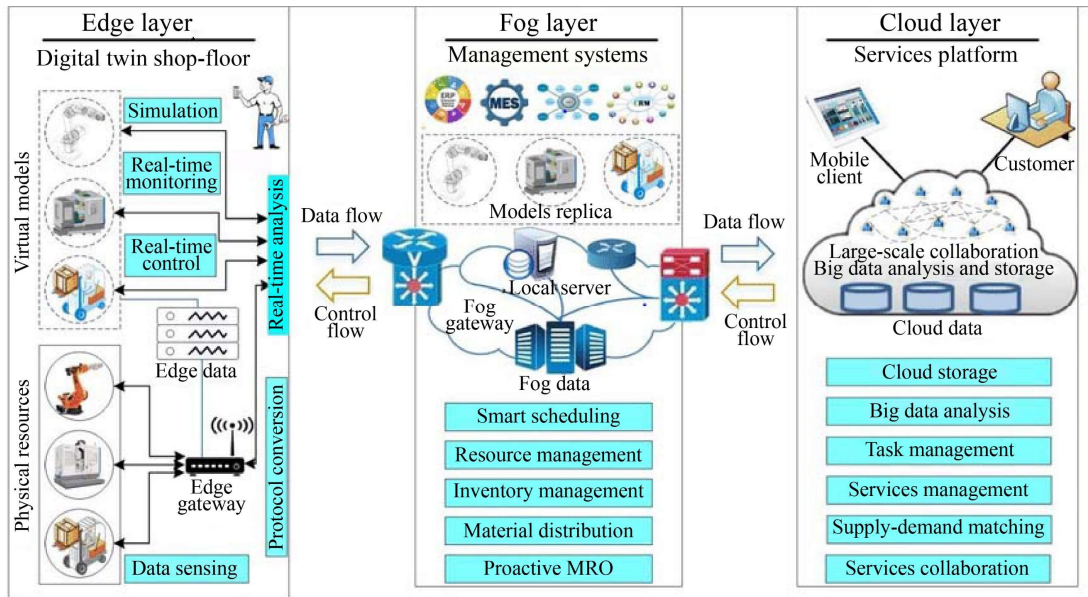 Edge layer
Digital twin shop-floor
Simulation
Real-time
monitoring
Real-time
control
Virtual models
Real-time analysis
Edge data
Physical resources
Edge
gateway
Protocol conversion
Data sensing
Data flow
Control
flow
Fog layer
Management systems
ERP
MES
CRM
Models replica
Local server
Fog
gateway
Fog data
Smart scheduling
Resource management
Inventory management
Material distribution
Proactive MRO
Data flow
Control
flow
Cloud layer
Services platform
Mobile
client
Customer
Large-scale collaboration
Big data analysis and storage
Cloud data
Cloud storage
Big data analysis
Task management
Services management
Supply-demand matching
Services collaboration